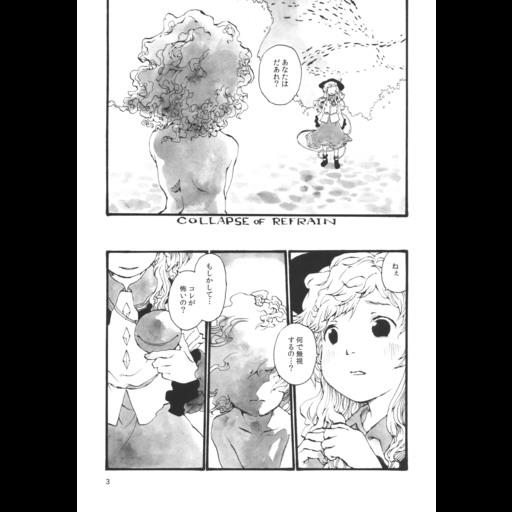 あなたは
だあれ？
COLLAPSE OF REFRAIN
ねぇ
何で無視
するの…？
もしかして…
コレが
怖いの？
3